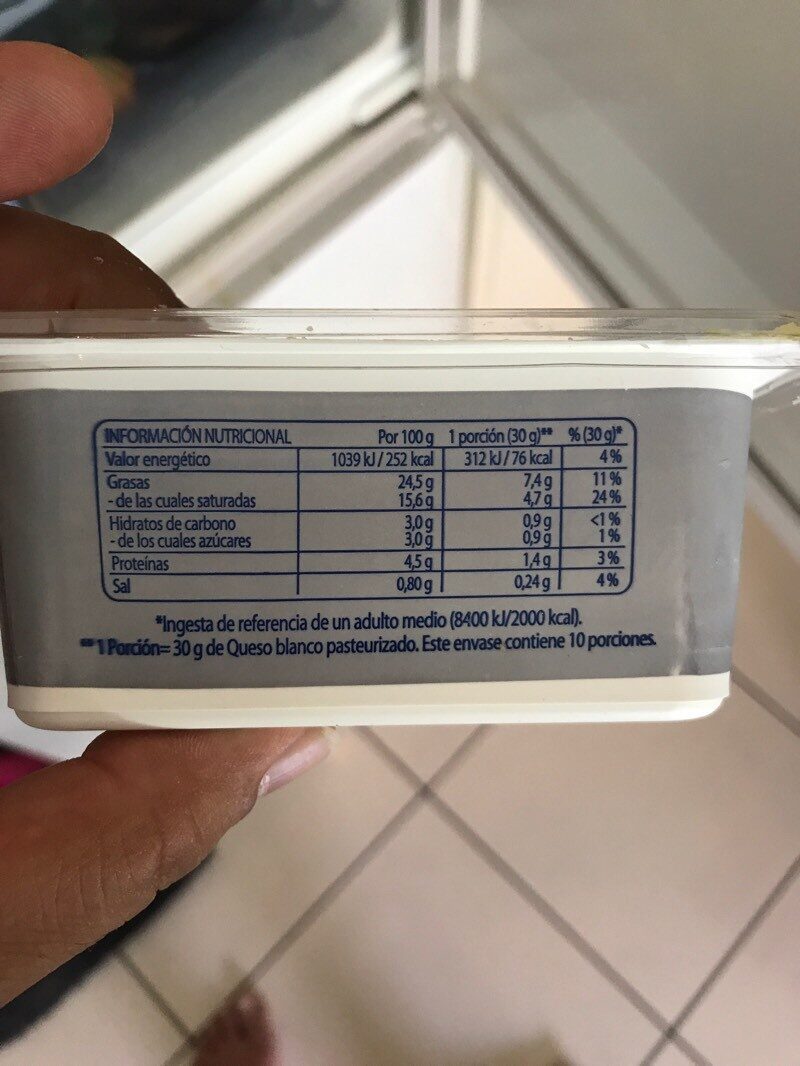 INFORMACIÓN NUTRICIONAL Por 100 g 1 porción (30 g)** % (30 g)*
Valor energético 1039 kJ / 252 kcal 312 kJ / 76 kcal 4 %
Grasas 24,5 g 7,4 g 11 %
- de las cuales saturadas 15,6 g 4,7 g 24 %
Hidratos de carbono 3,0 g 0,9 g <1 %
- de los cuales azúcares 3,0 g 0,9 g 1 %
Proteínas 4,5 g 1,4 g 3 %
Sal 0,80 g 0,24 g 4 %
*Ingesta de referencia de un adulto medio (8400 kJ/2000 kcal).
**1 Porción= 30 g de Queso blanco pasteurizado. Este envase contiene 10 porciones.